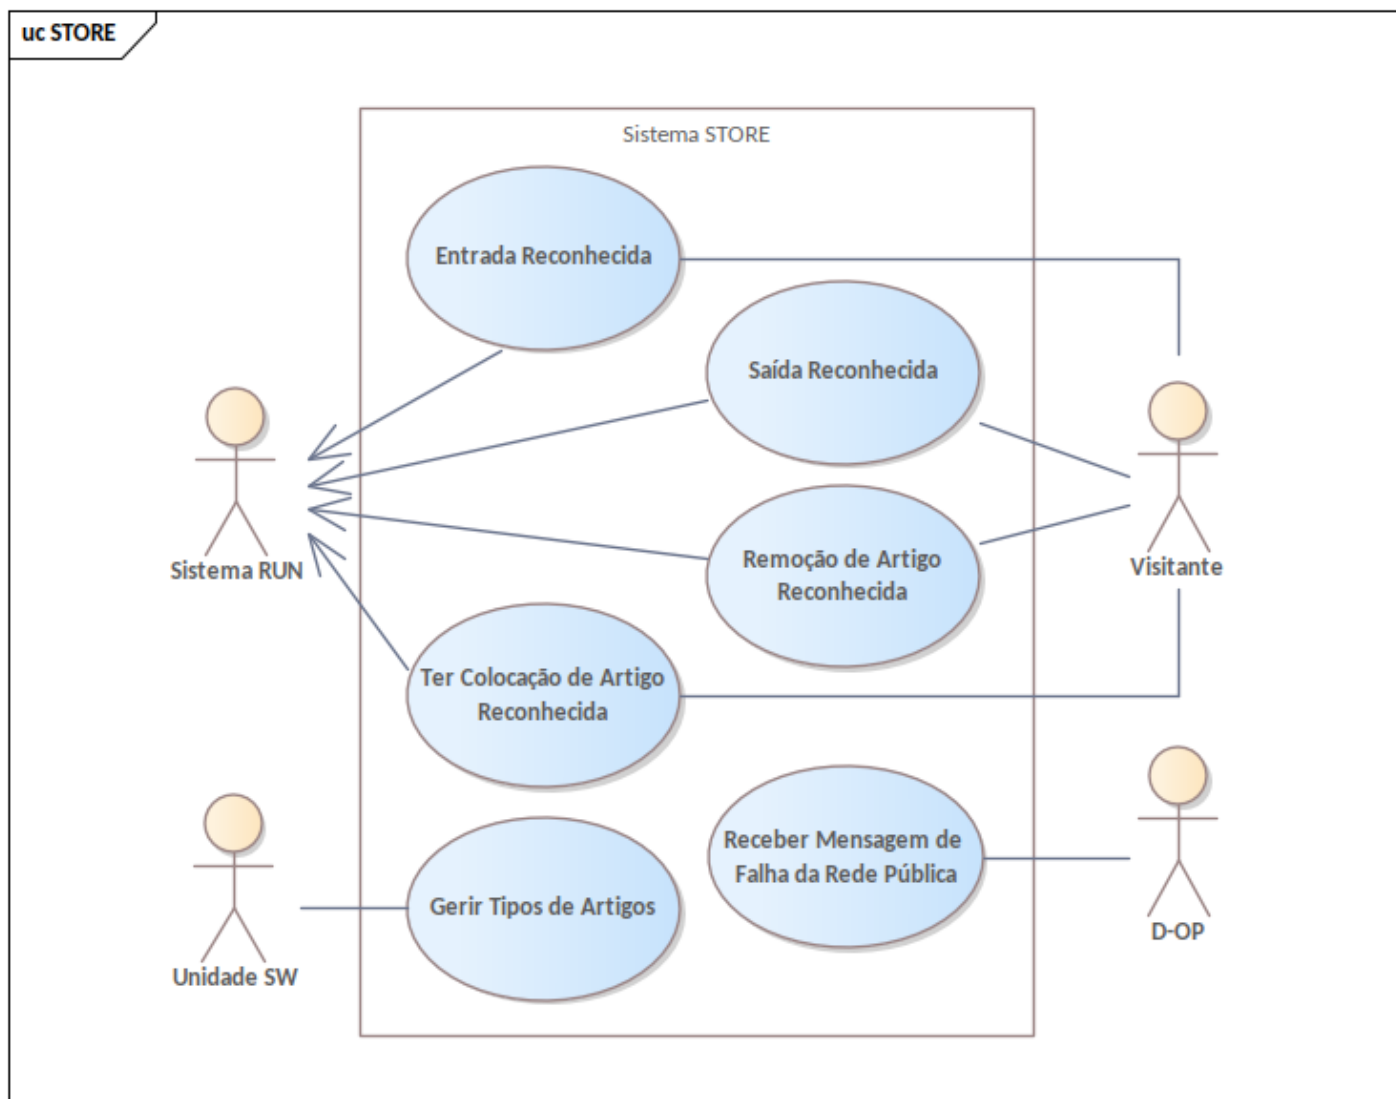 uc STORE
Sistema STORE
Entrada Reconhecida
Saída Reconhecida
Sistema RUN
Remoção de Artigo
Reconhecida
Visitante
Ter Colocação de Artigo
Reconhecida
Receber Mensagem de
Falha da Rede Pública
Gerir Tipos de Artigos
D-OP
Unidade SW